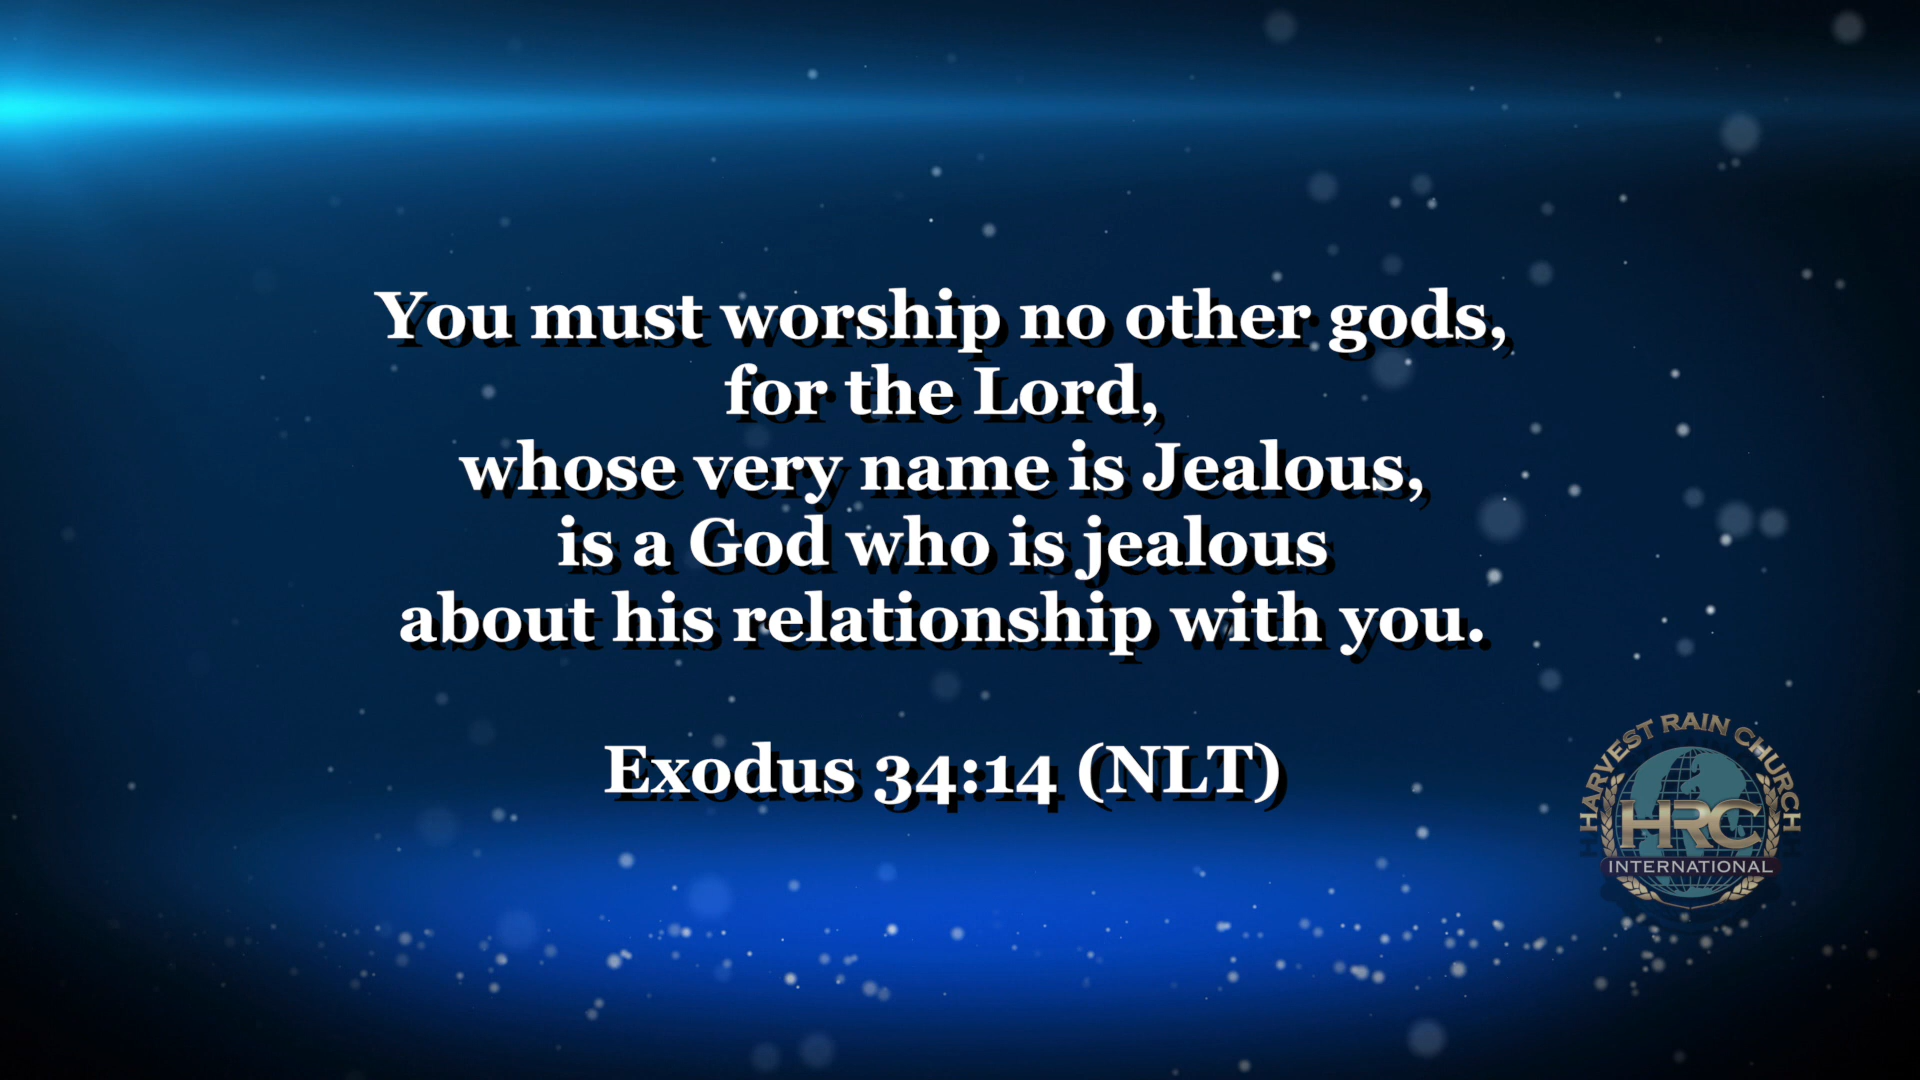 You must worship no other gods,
for the Lord,
whose very name is Jealous,
is a God who is jealous
about his relationship with you.
Exodus 34:14 (NLT)
HARVEST RAIN CHURCH
HRC
INTERNATIONAL